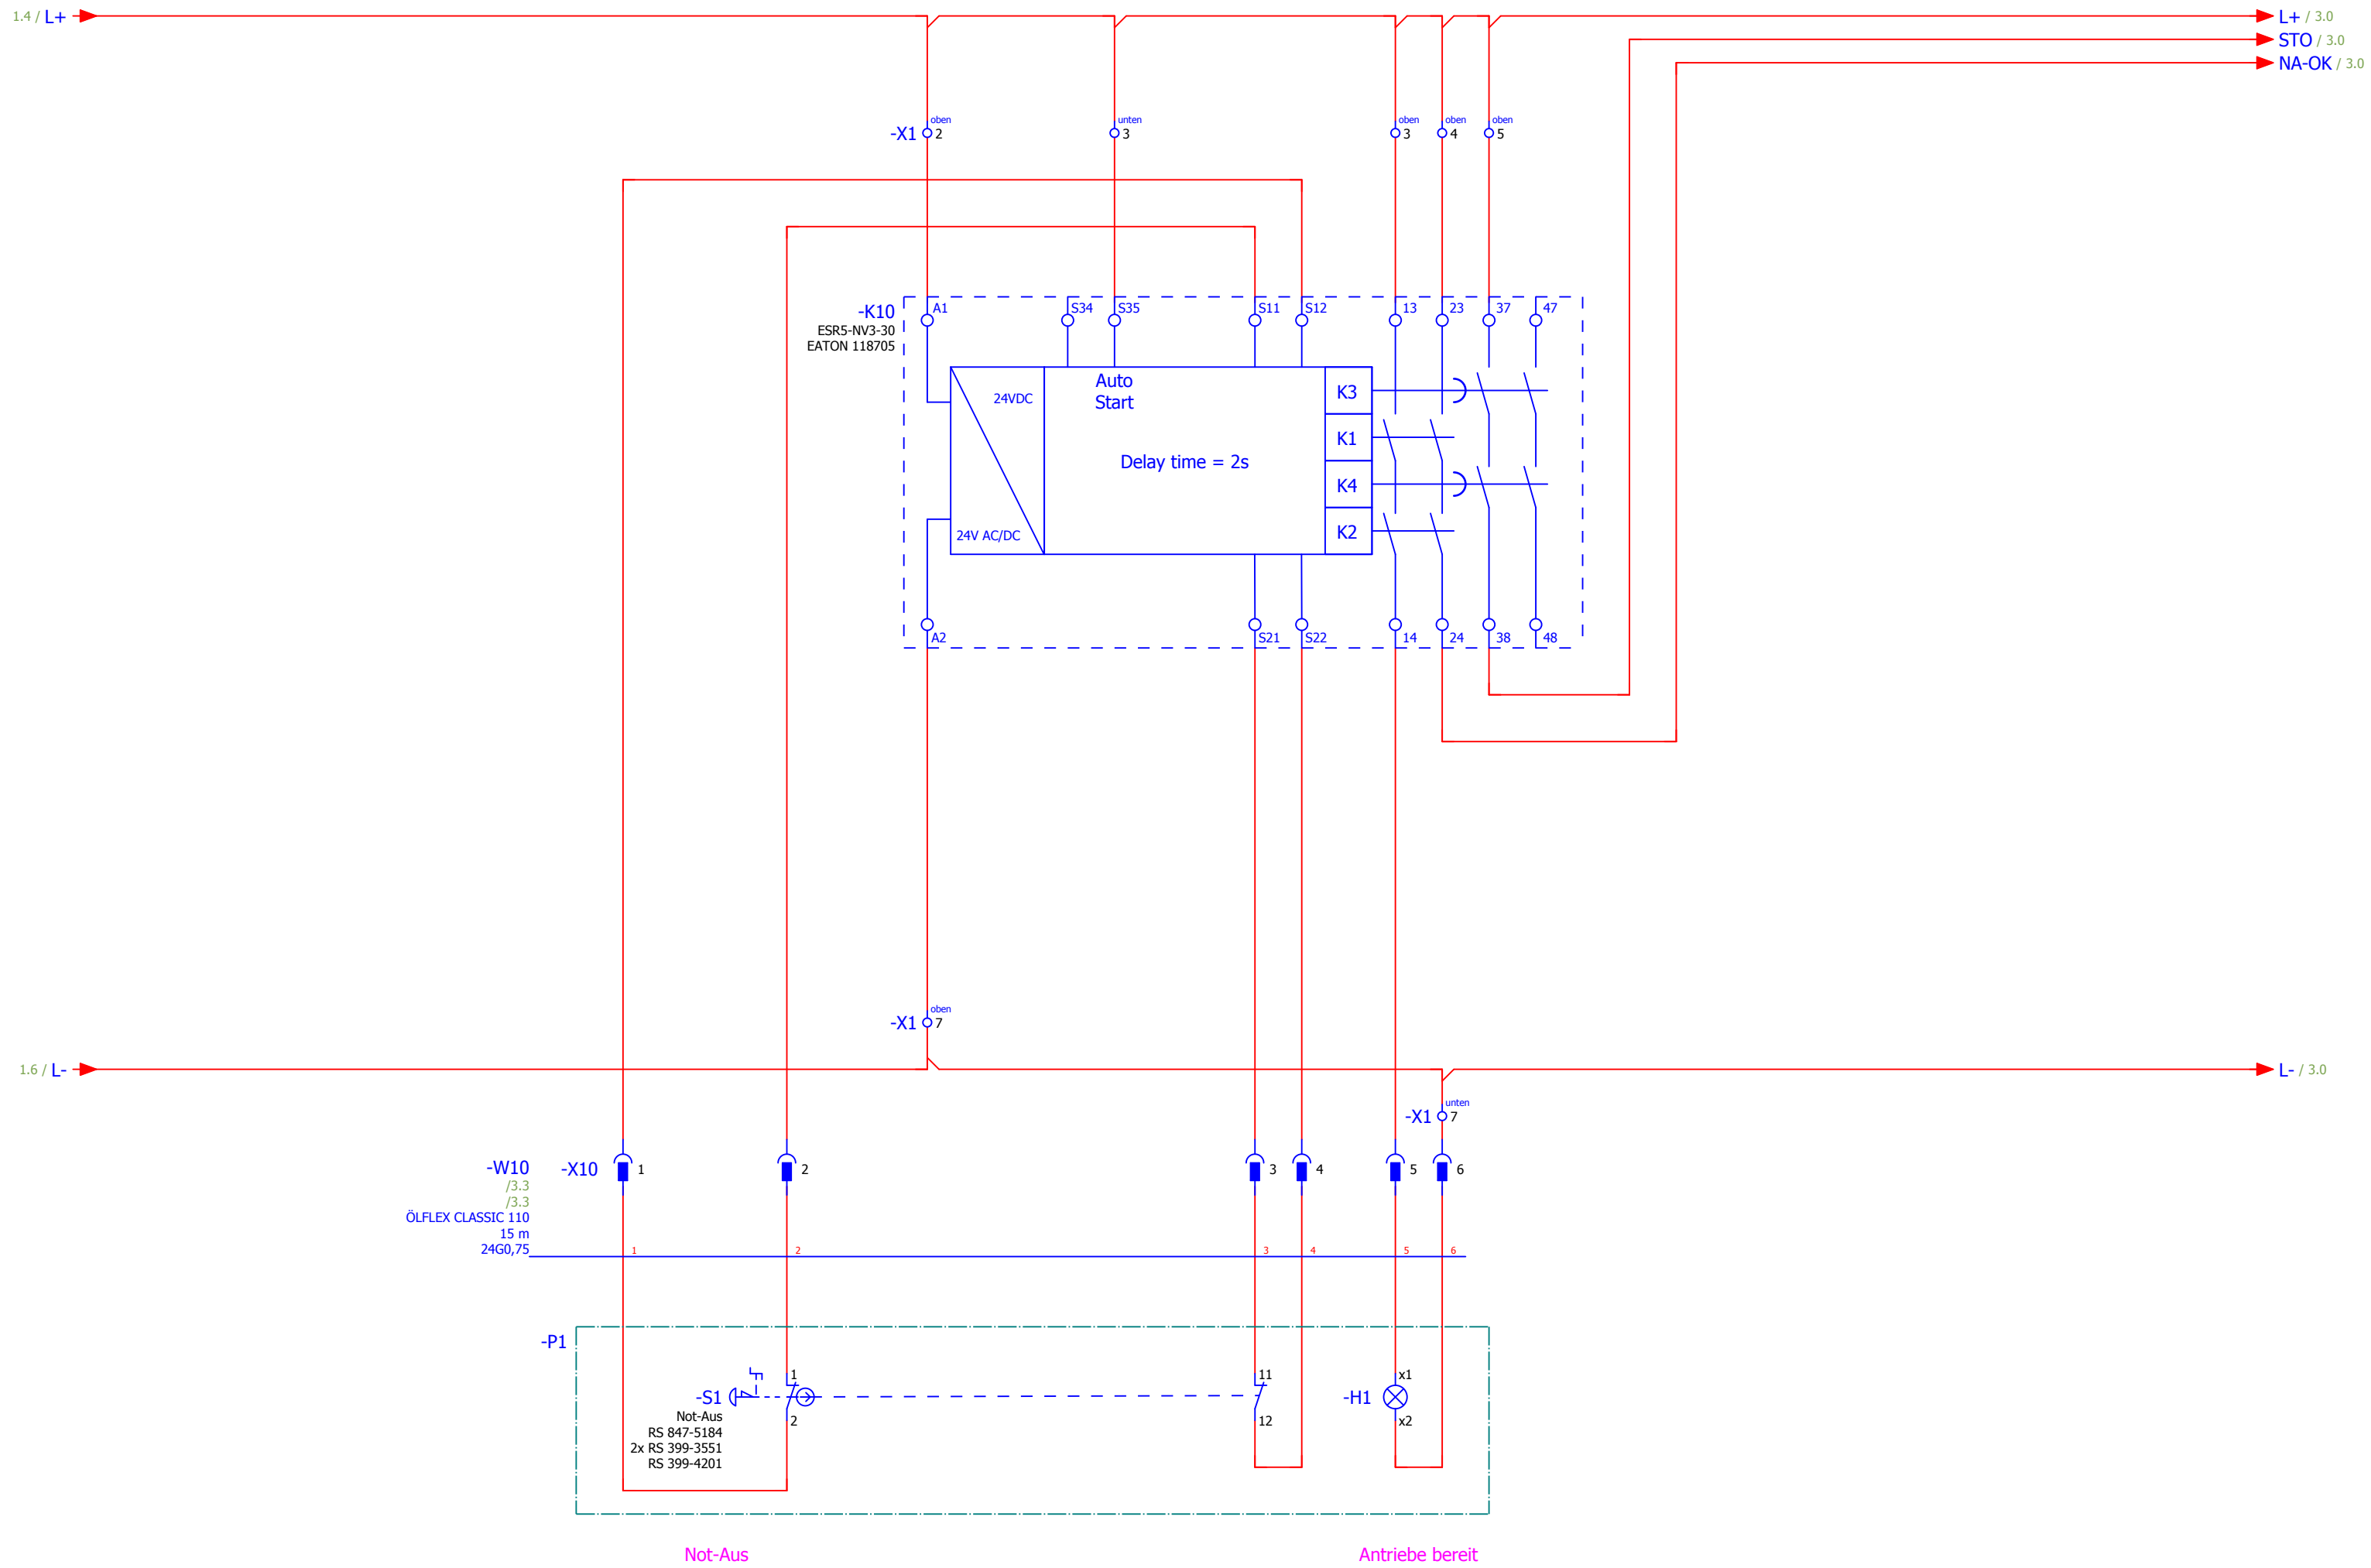 1.4 / L+
L+ / 3.0
STO / 3.0
NA-OK / 3.0
oben unten oben oben oben
-X1 2 3 3 4 5
-K10 A1 S34 S35 S11 S12 13 23 37 47
ESR5-NV3-30
EATON 118705
Auto
Start
24VDC
K3
K1
Delay time = 2s
K4
24V AC/DC
K2
A2 S21 S22 14 24 38 48
oben
-X1 7
1.6 / L-
L- / 3.0
unten
-X1 7
-W10 -X10 1 2 3 4 5 6
/3.3
/3.3
ÖLFLEX CLASSIC 110
15 m
24G0,75
1 2 3 4 5 6
-P1
1 11 x1
-S1 -H1
Not-Aus 2 12 x2
RS 847-5184
2x RS 399-3551
RS 399-4201
Not-Aus Antriebe bereit